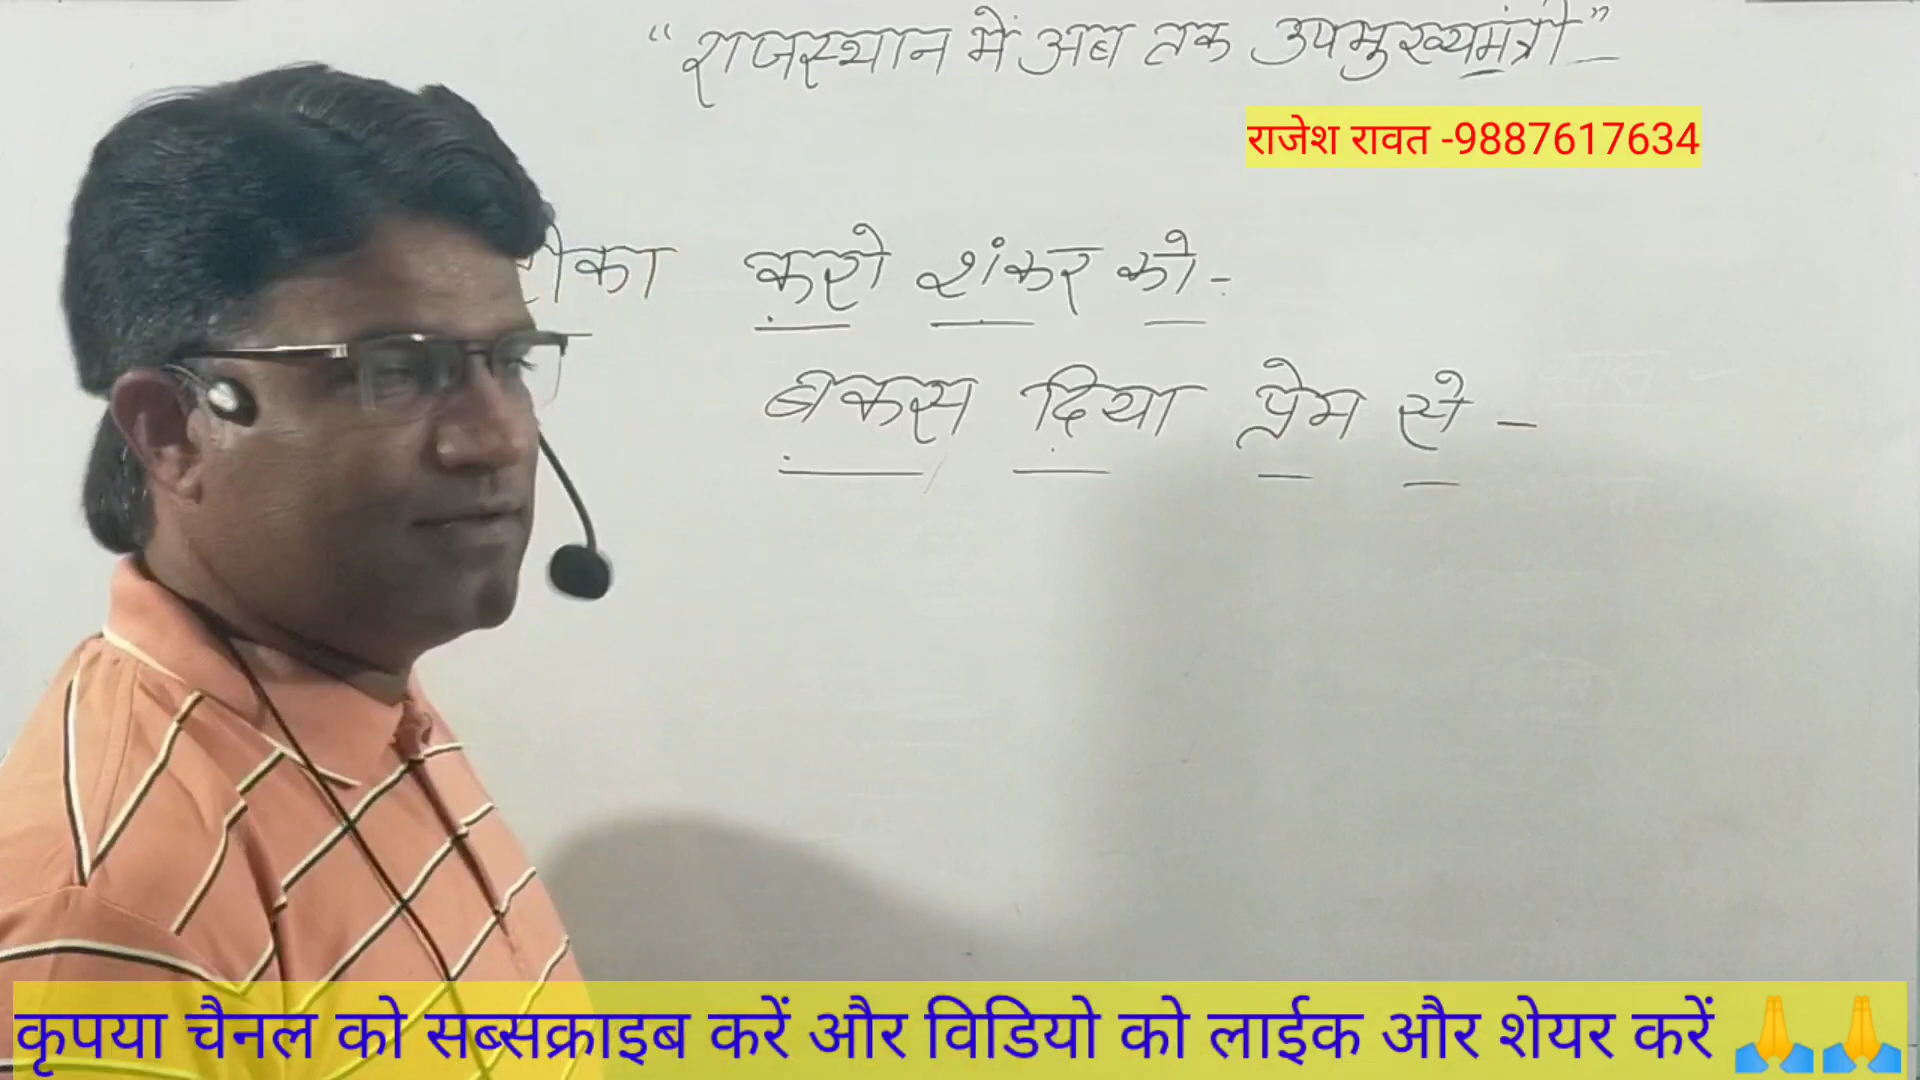 “राजस्थान में अब तक उपमुख्यमंत्री” –
राजेश रावत -9887617634
करो शंकर को -
बकस दिया प्रेम से -
कृपया चैनल को सब्सक्राइब करें और विडियो को लाईक और शेयर करें 🙏🙏